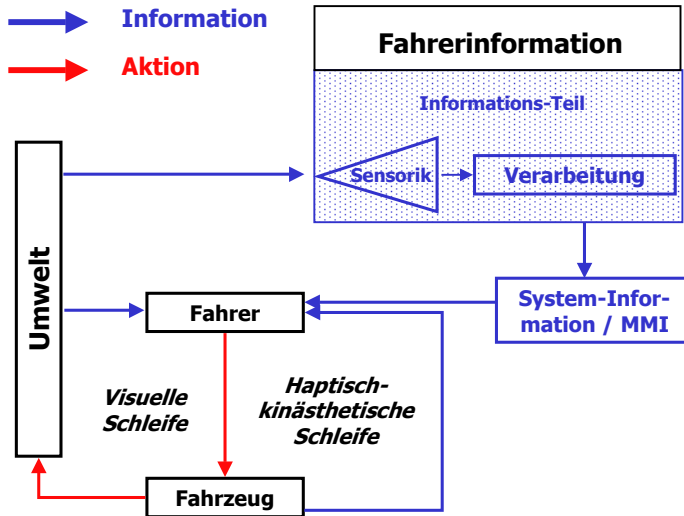 Information
Aktion
Fahrerinformation
Informations-Teil
Sensorik
Verarbeitung
Umwelt
System-Infor-
mation / MMI
Fahrer
Visuelle
Schleife
Haptisch-
kinästhetische
Schleife
Fahrzeug